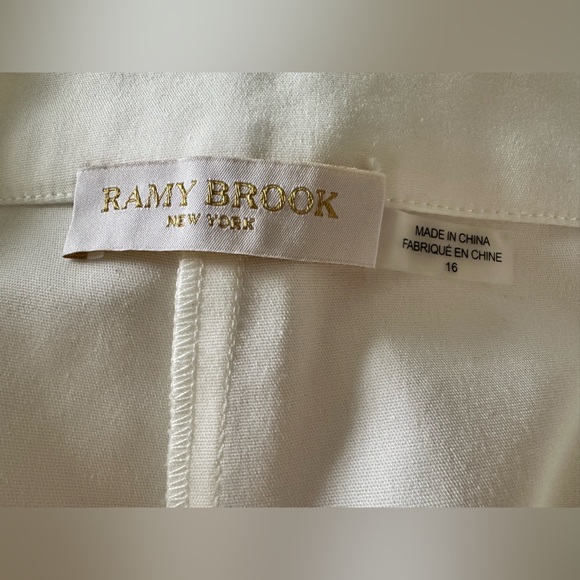 RAMY BROOK
NEW YORK
MADE IN CHINA
FABRIQUÉ EN CHINE
16